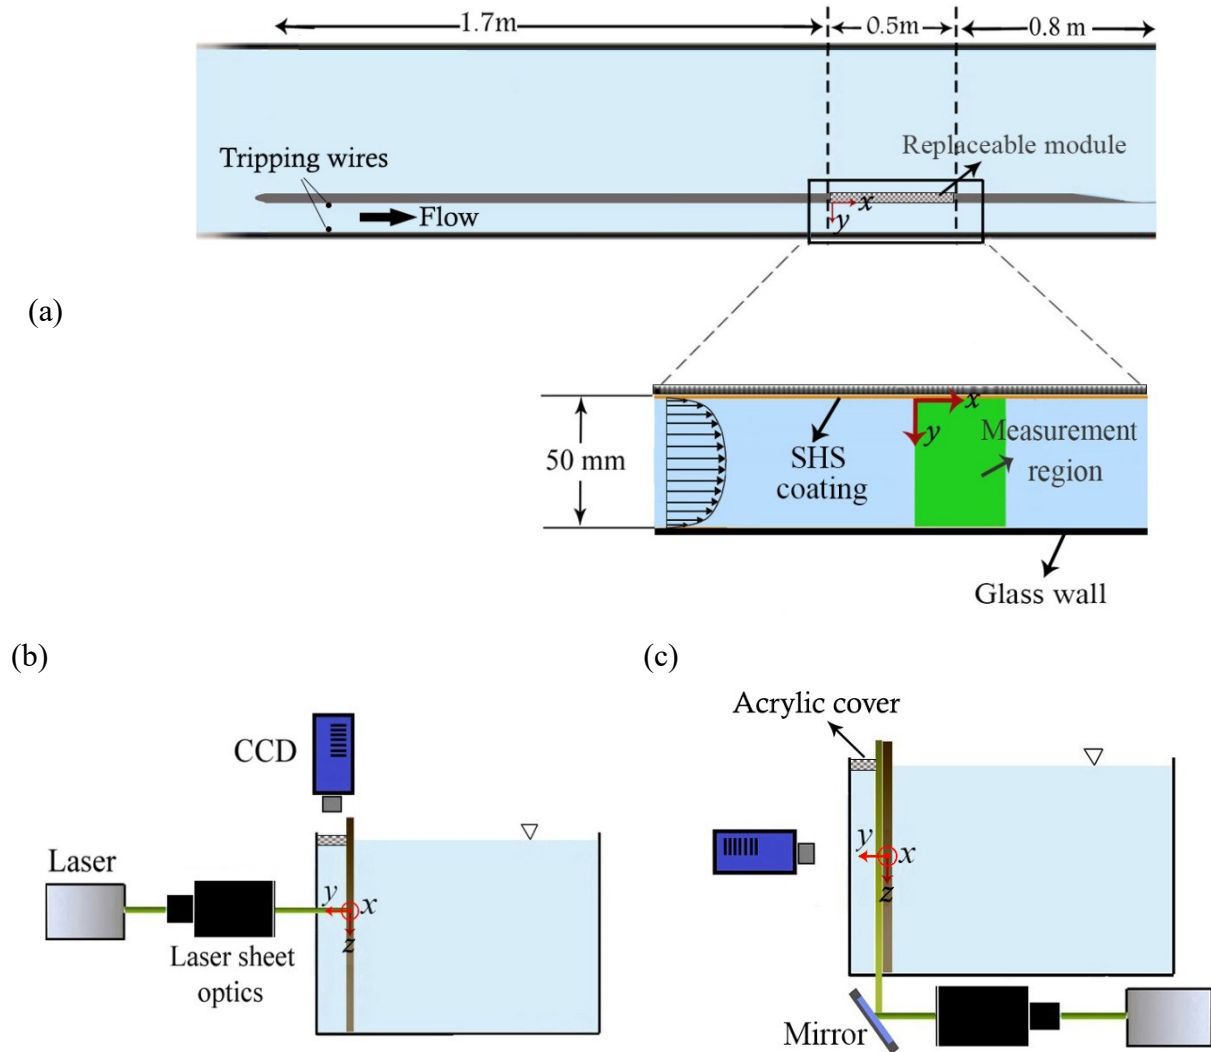 1.7m
0.5m
0.8 m
Replaceable module
Tripping wires
x
y
Flow
(a)
x
y
50 mm
SHS
coating
Measurement
region
Glass wall
(b)
(c)
CCD
Laser
y
x
z
Laser sheet
optics
Acrylic cover
y
x
z
Mirror